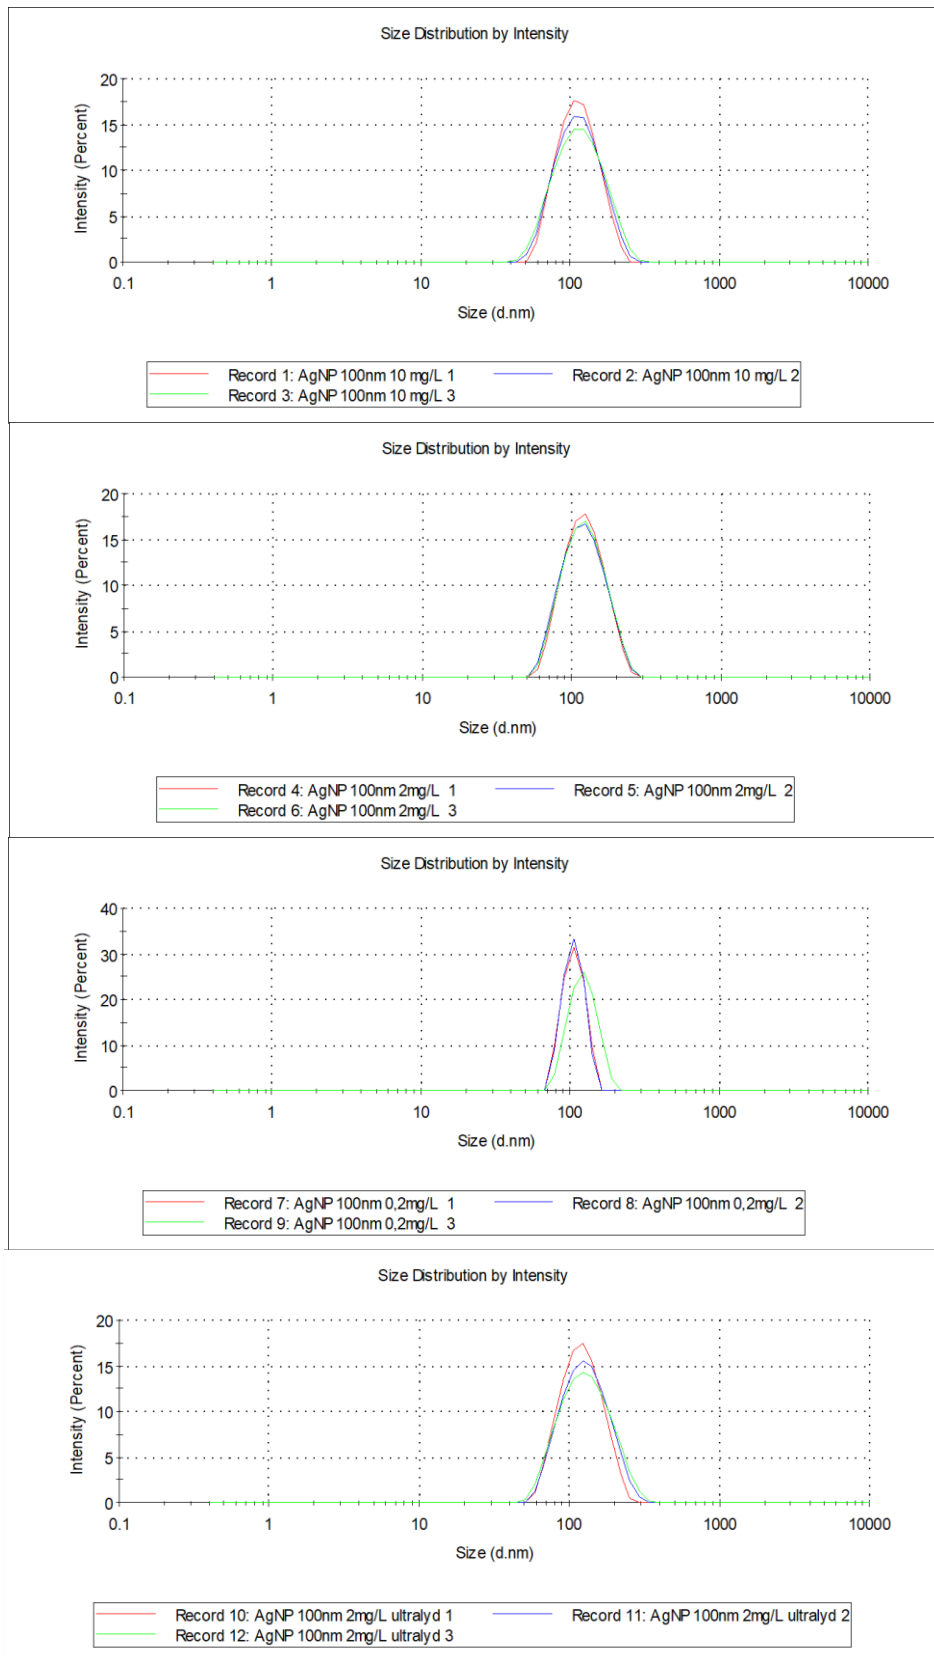 Size Distribution by Intensity
20
15
10
5
0
Intensity (Percent)
0.1 1 10 100 1000 10000
Size (d.nm)
Record 1: AgNP 100nm 10 mg/L 1 Record 2: AgNP 100nm 10 mg/L 2
Record 3: AgNP 100nm 10 mg/L 3
Size Distribution by Intensity
20
15
10
5
0
Intensity (Percent)
0.1 1 10 100 1000 10000
Size (d.nm)
Record 4: AgNP 100nm 2mg/L 1 Record 5: AgNP 100nm 2mg/L 2
Record 6: AgNP 100nm 2mg/L 3
Size Distribution by Intensity
40
30
20
10
0
Intensity (Percent)
0.1 1 10 100 1000 10000
Size (d.nm)
Record 7: AgNP 100nm 0,2mg/L 1 Record 8: AgNP 100nm 0,2mg/L 2
Record 9: AgNP 100nm 0,2mg/L 3
Size Distribution by Intensity
20
15
10
5
0
Intensity (Percent)
0.1 1 10 100 1000 10000
Size (d.nm)
Record 10: AgNP 100nm 2mg/L ultralyd 1 Record 11: AgNP 100nm 2mg/L ultralyd 2
Record 12: AgNP 100nm 2mg/L ultralyd 3